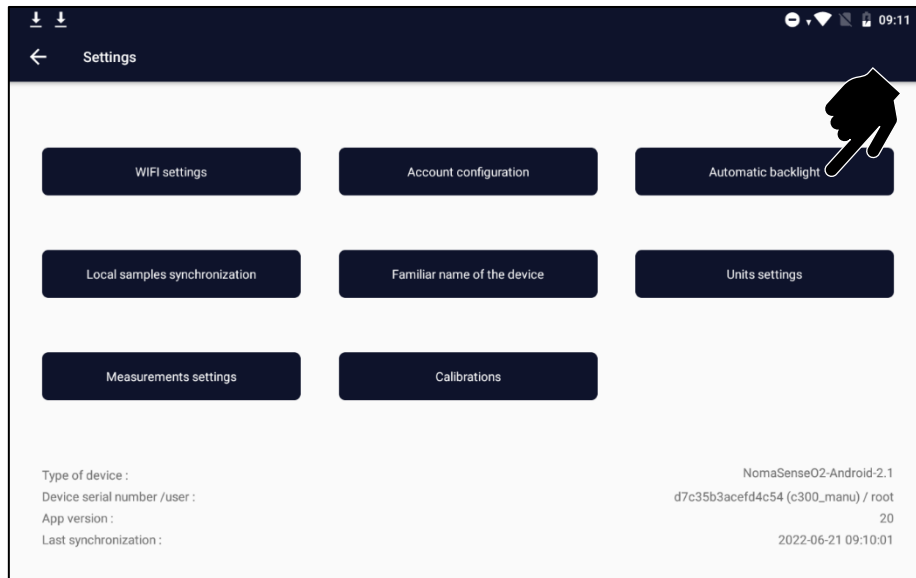 09:11
Settings
WIFI settings
Account configuration
Automatic backlight
Local samples synchronization
Familiar name of the device
Units settings
Measurements settings
Calibrations
Type of device : NomaSenseO2-Android-2.1
Device serial number /user : d7c35b3acefd4c54 (c300_manu) / root
App version : 20
Last synchronization : 2022-06-21 09:10:01